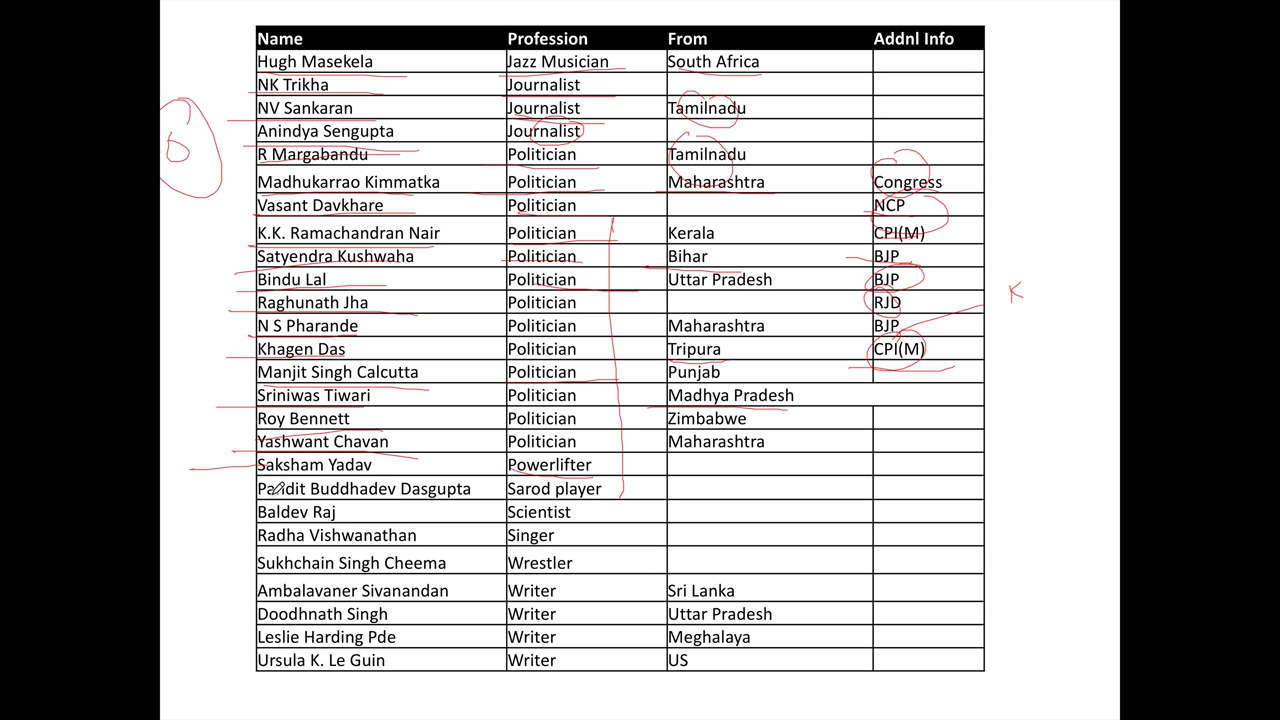 Name Profession From Addnl Info
Hugh Masekela Jazz Musician South Africa
NK Trikha Journalist
NV Sankaran Journalist Tamilnadu
Anindya Sengupta Journalist
R Margabandu Politician Tamilnadu
Madhukarrao Kimmatka Politician Maharashtra Congress
Vasant Davkhare Politician NCP
K.K. Ramachandran Nair Politician Kerala CPI(M)
Satyendra Kushwaha Politician Bihar BJP
Bindu Lal Politician Uttar Pradesh BJP
Raghunath Jha Politician RJD
N S Pharande Politician Maharashtra BJP
Khagen Das Politician Tripura CPI(M)
Manjit Singh Calcutta Politician Punjab
Sriniwas Tiwari Politician Madhya Pradesh
Roy Bennett Politician Zimbabwe
Yashwant Chavan Politician Maharashtra
Saksham Yadav Powerlifter
Pandit Buddhadev Dasgupta Sarod player
Baldev Raj Scientist
Radha Vishwanathan Singer
Sukhchain Singh Cheema Wrestler
Ambalavaner Sivanandan Writer Sri Lanka
Doodhnath Singh Writer Uttar Pradesh
Leslie Harding Pde Writer Meghalaya
Ursula K. Le Guin Writer US